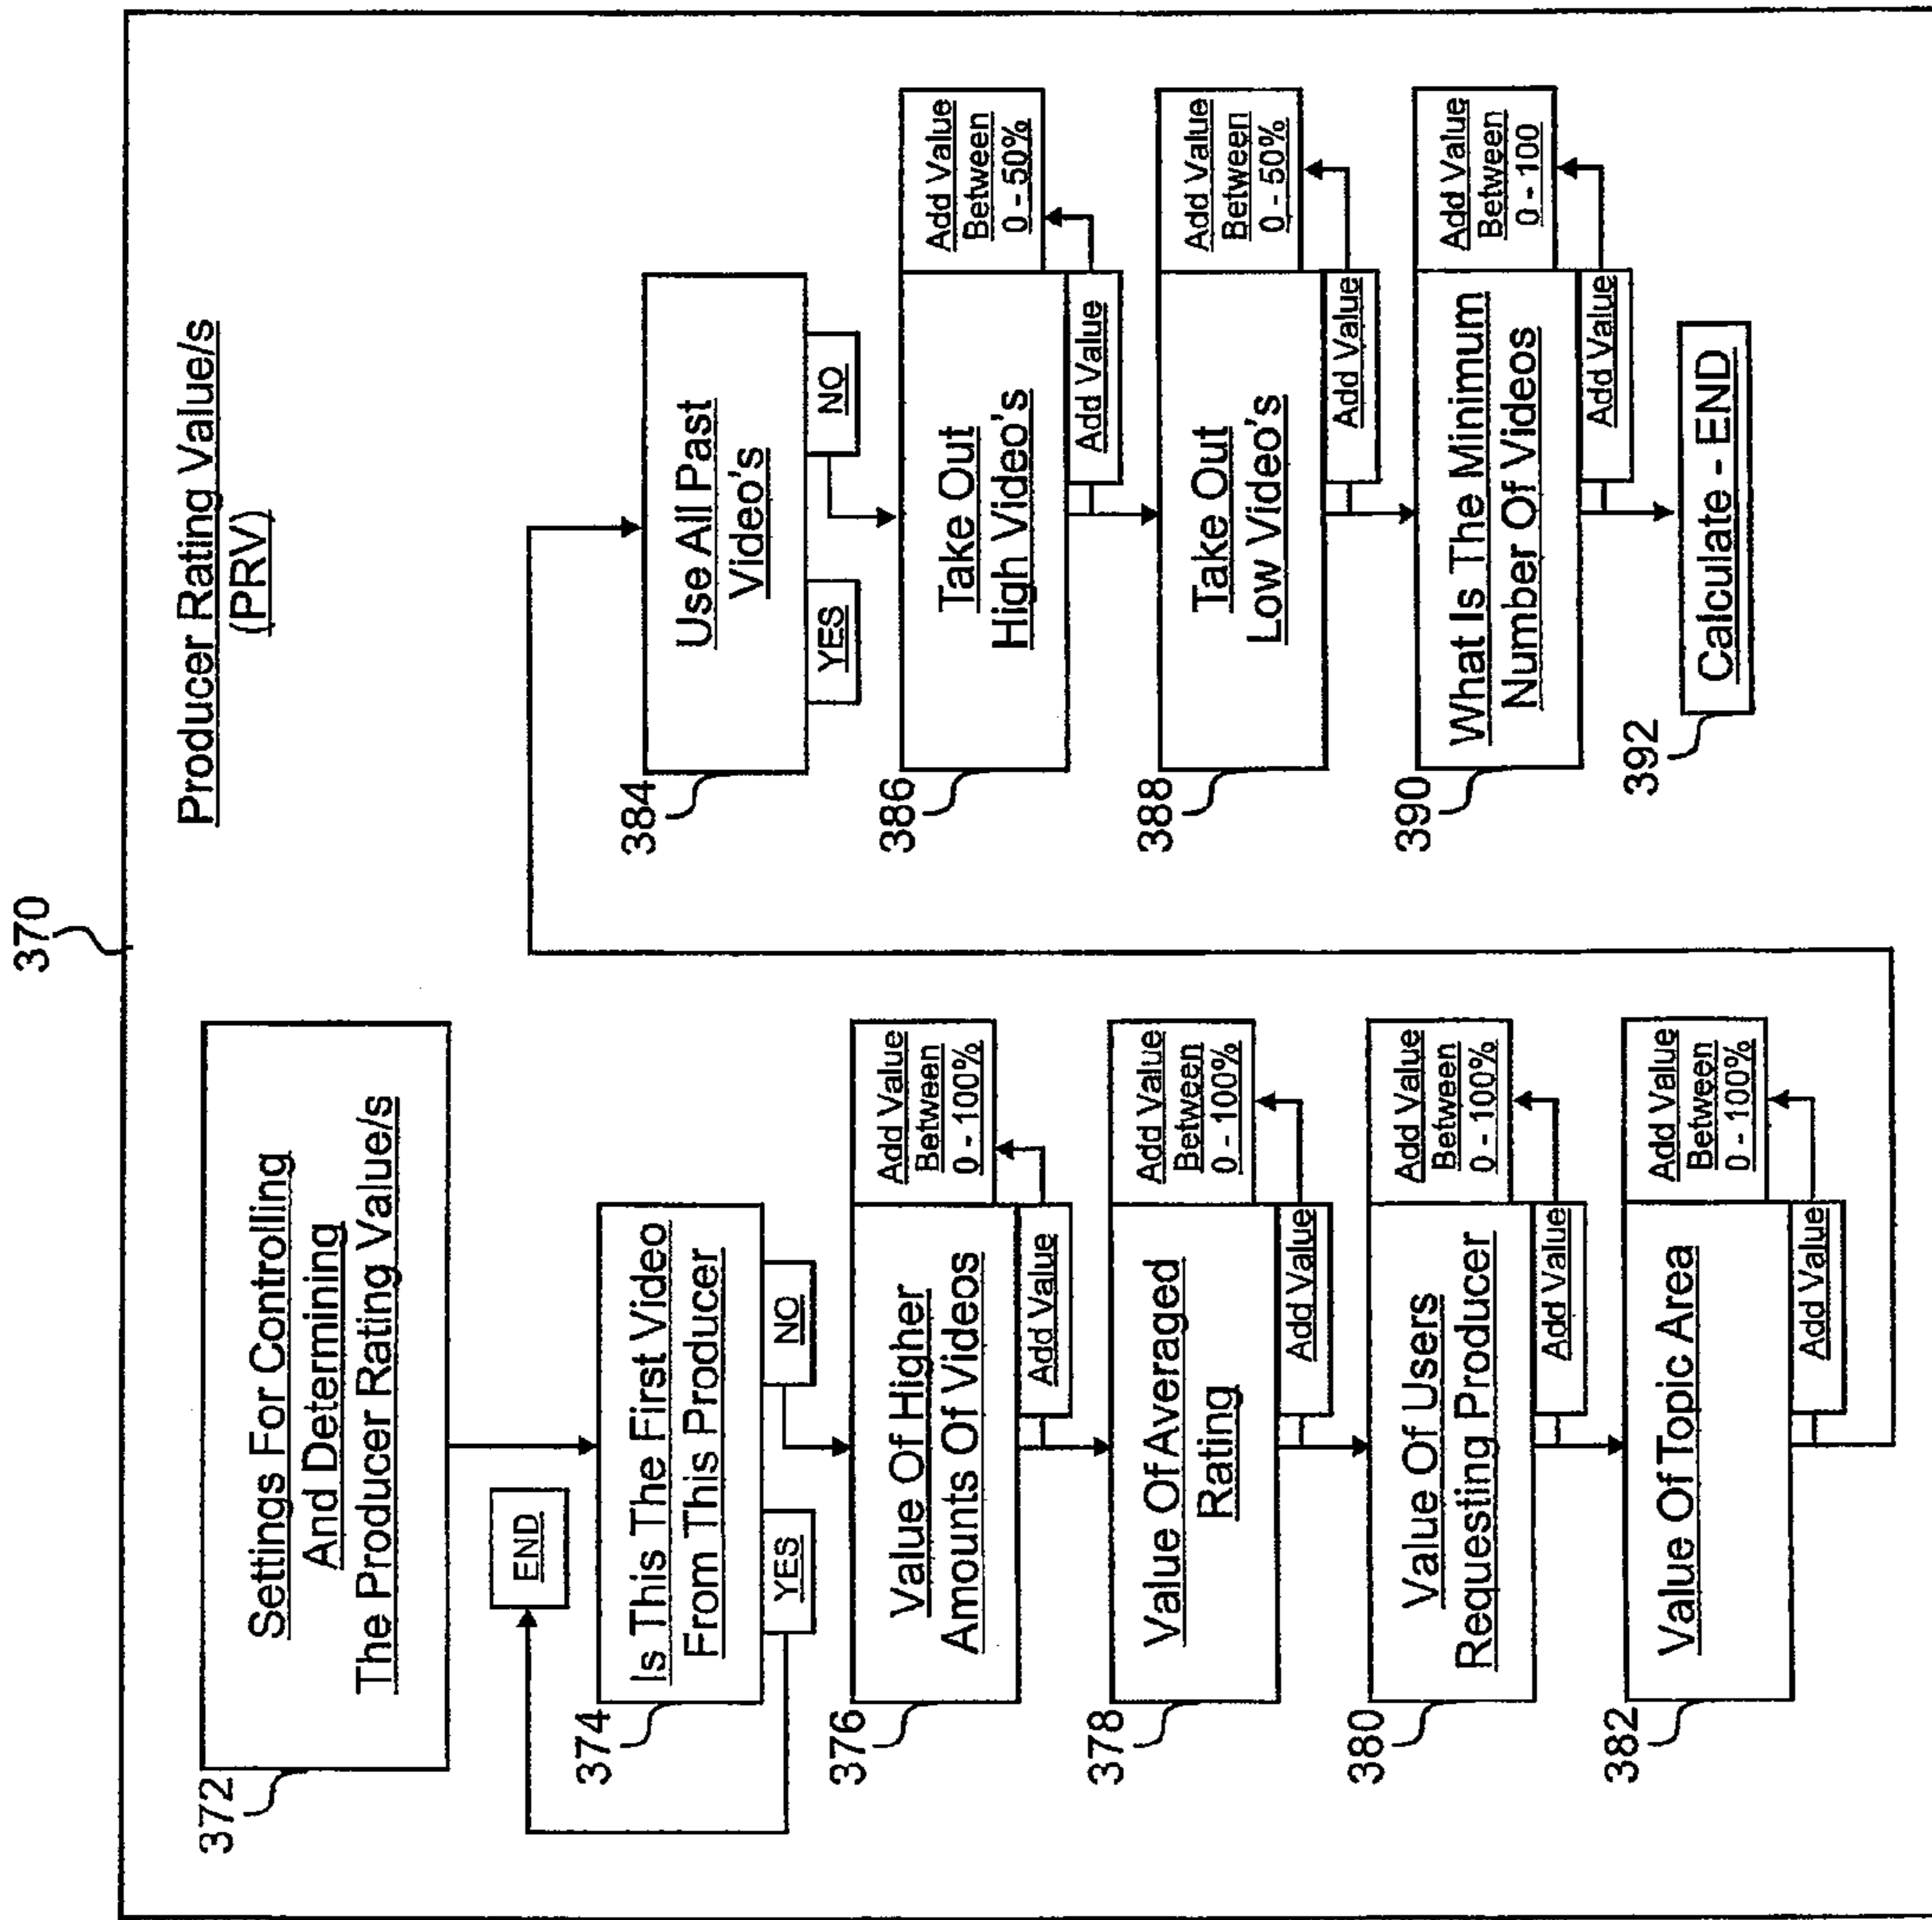 370
Producer Rating Value/s
(PRV)
372
Settings For Controlling
And Determining
The Producer Rating Value/s
END
374
Is This The First Video
From This Producer
YES
NO
376
Value Of Higher
Amounts Of Videos
Add Value
Add Value
Between
0 - 100%
378
Value Of Averaged
Rating
Add Value
Add Value
Between
0 - 100%
380
Value Of Users
Requesting Producer
Add Value
Add Value
Between
0 - 100%
382
Value Of Topic Area
Add Value
Add Value
Between
0 - 100%
384
Use All Past
Video's
YES
NO
386
Take Out
High Video's
Add Value
Add Value
Between
0 - 50%
388
Take Out
Low Video's
Add Value
Add Value
Between
0 - 50%
390
What Is The Minimum
Number Of Videos
Add Value
Add Value
Between
0 - 100
392
Calculate - END